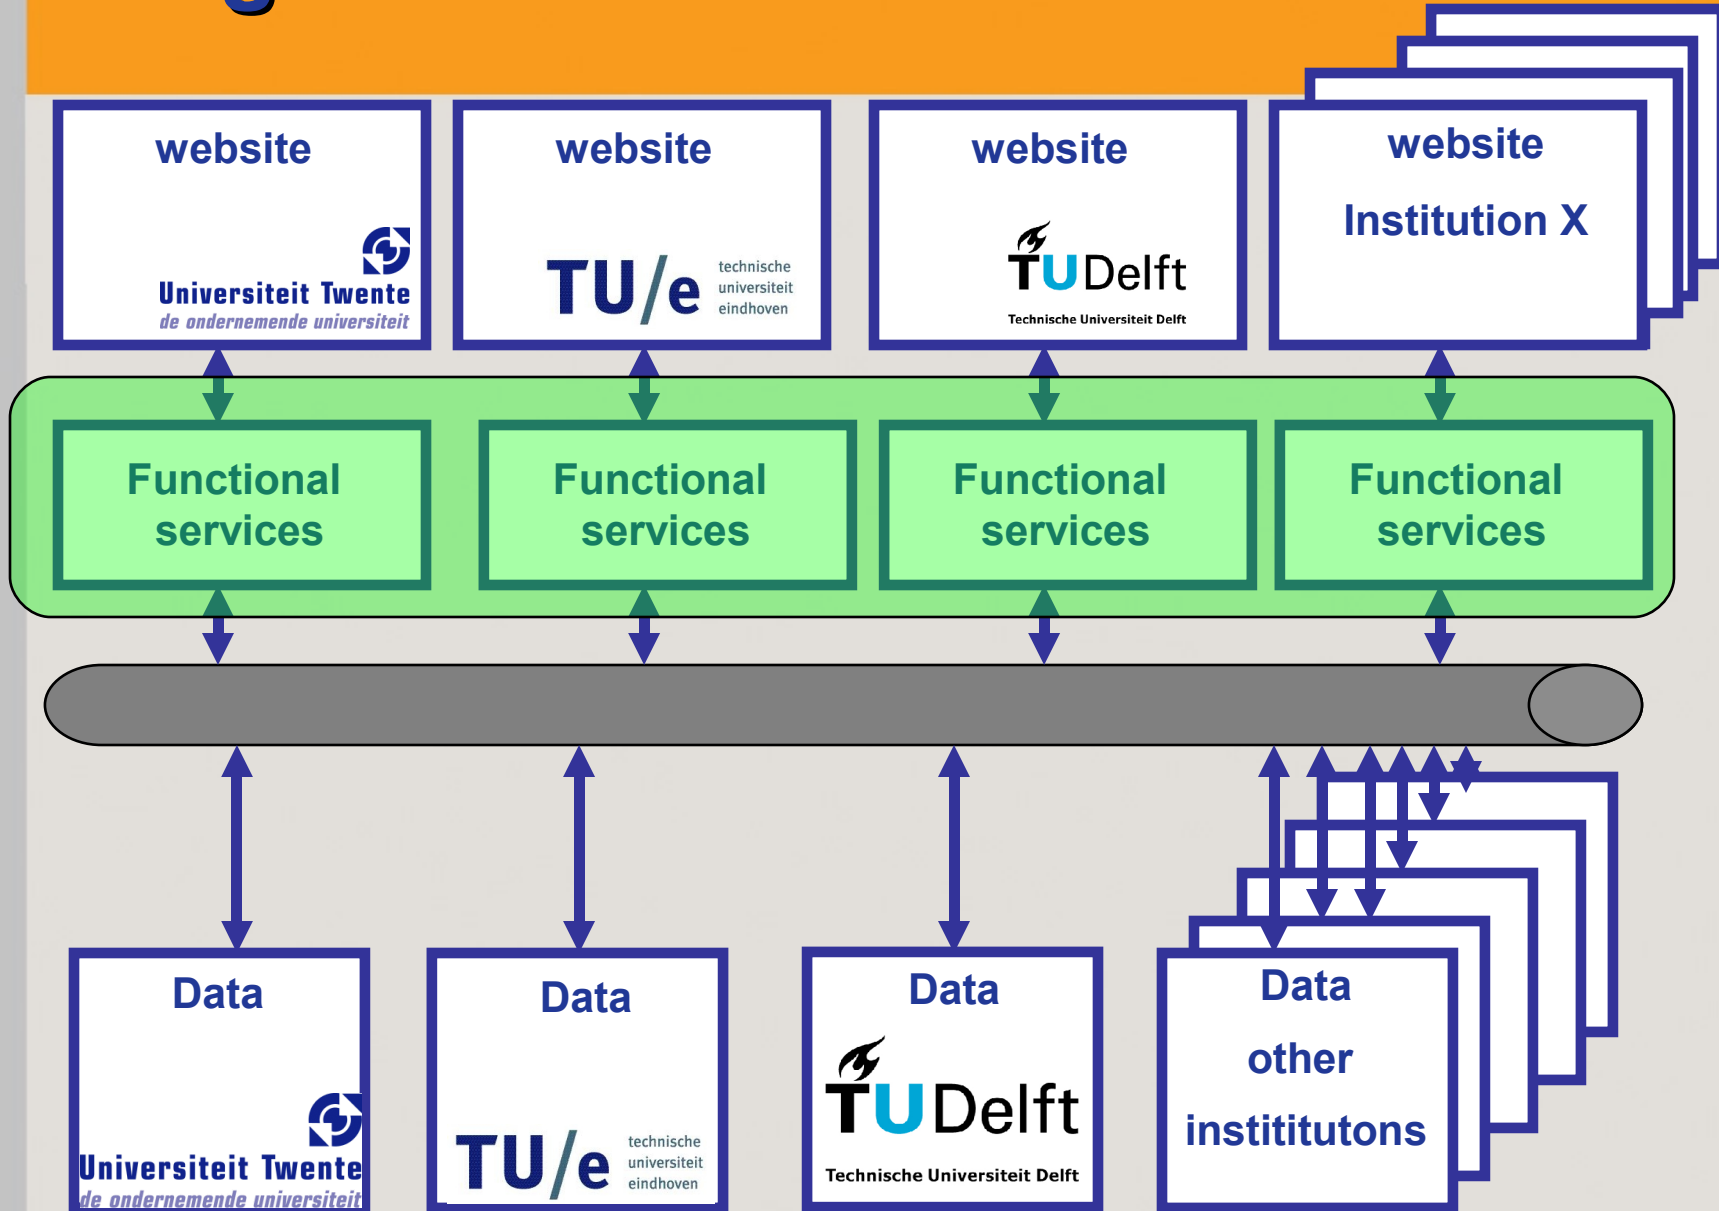 website
Universiteit Twente
de ondernemende universiteit
website
TU/e
technische
universiteit
eindhoven
website
TUDelft
Technische Universiteit Delft
website
Institution X
Functional
services
Functional
services
Functional
services
Functional
services
Data
Universiteit Twente
de ondernemende universiteit
Data
TU/e
technische
universiteit
eindhoven
Data
TUDelft
Technische Universiteit Delft
Data
other
instititutons